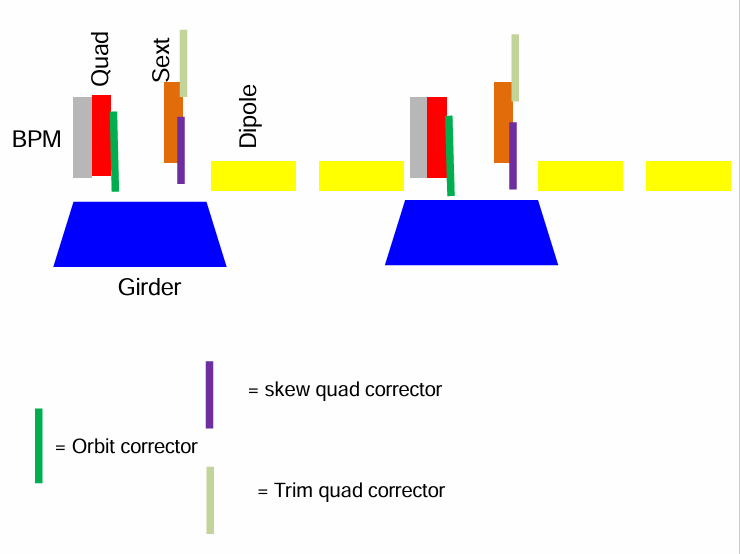 Quad
Sext
Dipole
BPM
Girder
= skew quad corrector
= Orbit corrector
= Trim quad corrector